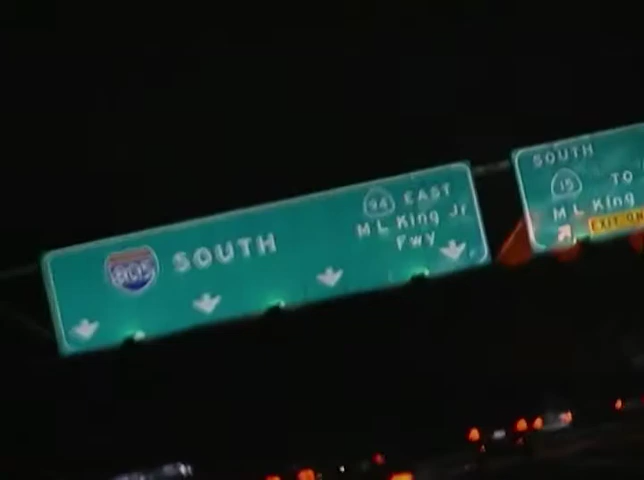 805 SOUTH
94 EAST
M L King Jr
Fwy
SOUTH
15 TO
M L King
EXIT ON